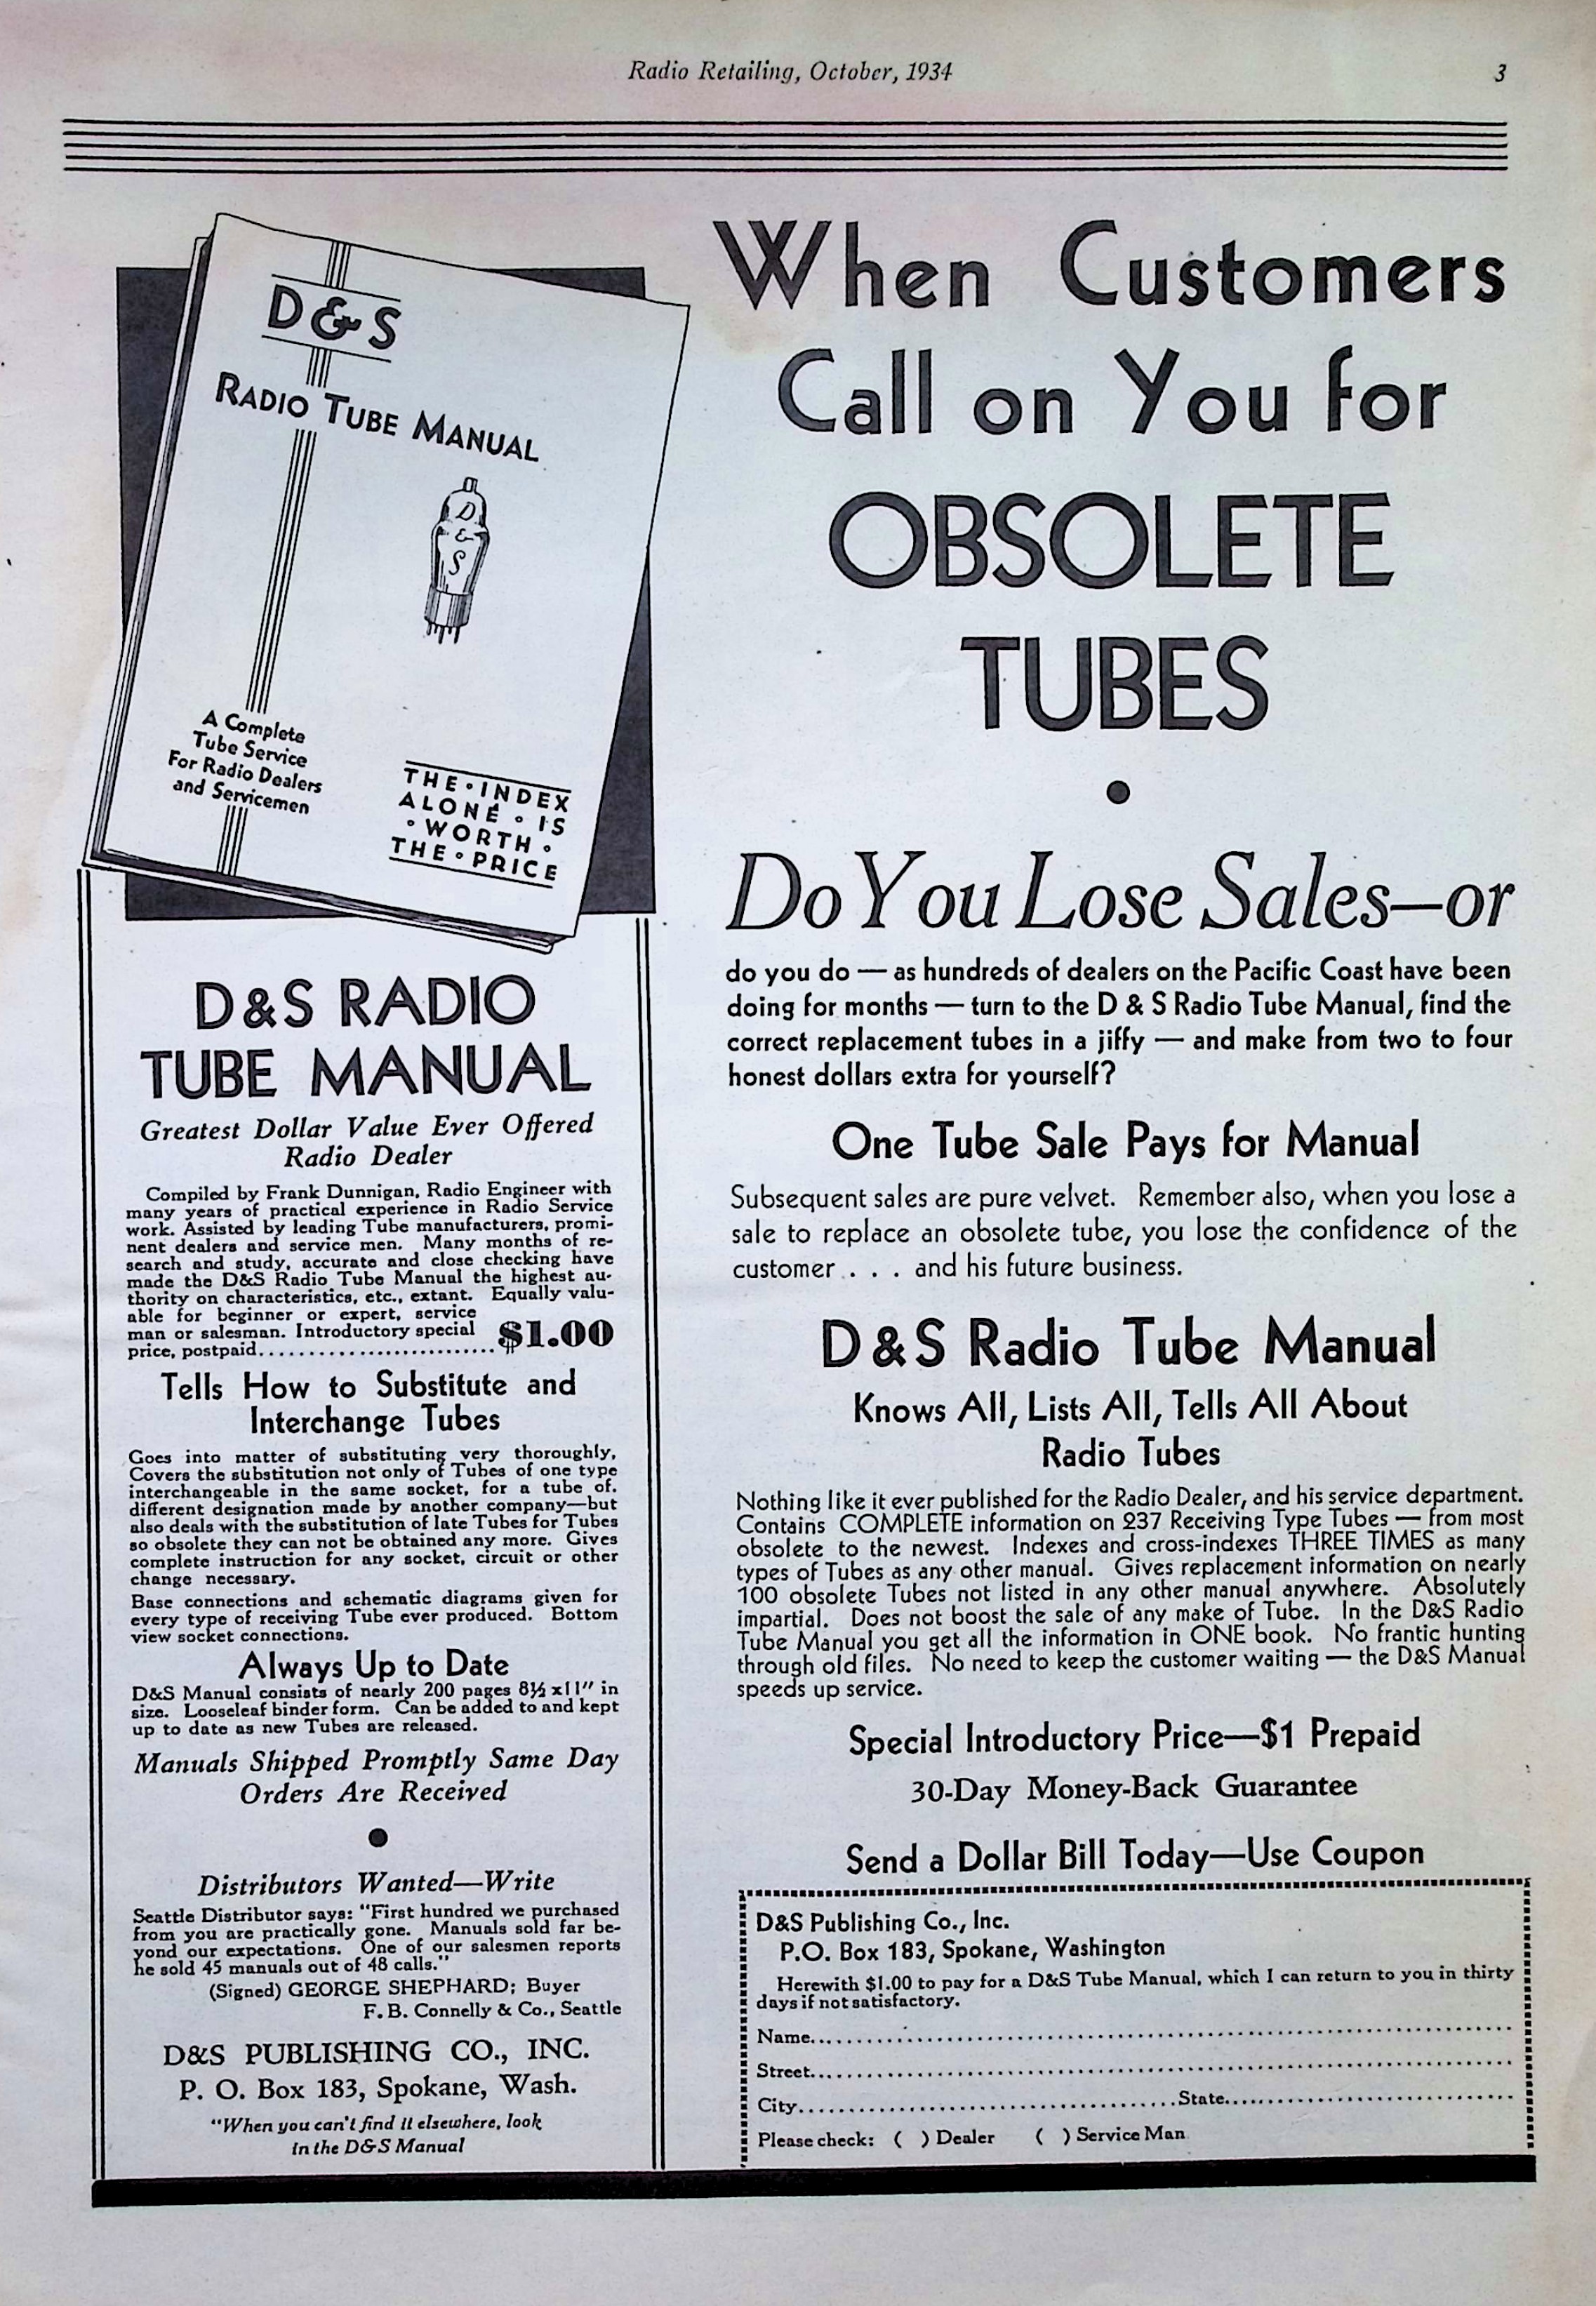 Radio Retailing, October, 1934
3
D&S
RADIO TUBE MANUAL
D
&
S
A Complete
Tube Service
For Radio Dealers
and Servicemen
THE • INDEX
ALONE • IS
• WORTH •
THE • PRICE
D&S RADIO
TUBE MANUAL
Greatest Dollar Value Ever Offered
Radio Dealer
Compiled by Frank Dunnigan, Radio Engineer with
many years of practical experience in Radio Service
work. Assisted by leading Tube manufacturers, promi-
nent dealers and service men. Many months of re-
search and study, accurate and close checking have
made the D&S Radio Tube Manual the highest au-
thority on characteristics, etc., extant. Equally valu-
able for beginner or expert, service
man or salesman. Introductory special
price, postpaid............................ $1.00
Tells How to Substitute and
Interchange Tubes
Goes into matter of substituting very thoroughly,
Covers the substitution not only of Tubes of one type
interchangeable in the same socket, for a tube of.
different designation made by another company—but
also deals with the substitution of late Tubes for Tubes
so obsolete they can not be obtained any more. Gives
complete instruction for any socket, circuit or other
change necessary.
Base connections and schematic diagrams given for
every type of receiving Tube ever produced. Bottom
view socket connections.
Always Up to Date
D&S Manual consists of nearly 200 pages 8½ x11″ in
size. Looseleaf binder form. Can be added to and kept
up to date as new Tubes are released.
Manuals Shipped Promptly Same Day
Orders Are Received
●
Distributors Wanted—Write
Seattle Distributor says: "First hundred we purchased
from you are practically gone. Manuals sold far be-
yond our expectations. One of our salesmen reports
he sold 45 manuals out of 48 calls."
(Signed) GEORGE SHEPHARD; Buyer
F. B. Connelly & Co., Seattle
D&S PUBLISHING CO., INC.
P. O. Box 183, Spokane, Wash.
"When you can't find it elsewhere, look
in the D&S Manual
When Customers
Call on You for
OBSOLETE
TUBES
●
Do You Lose Sales—or
do you do — as hundreds of dealers on the Pacific Coast have been
doing for months — turn to the D & S Radio Tube Manual, find the
correct replacement tubes in a jiffy — and make from two to four
honest dollars extra for yourself?
One Tube Sale Pays for Manual
Subsequent sales are pure velvet. Remember also, when you lose a
sale to replace an obsolete tube, you lose the confidence of the
customer . . . and his future business.
D&S Radio Tube Manual
Knows All, Lists All, Tells All About
Radio Tubes
Nothing like it ever published for the Radio Dealer, and his service department.
Contains COMPLETE information on 237 Receiving Type Tubes — from most
obsolete to the newest. Indexes and cross-indexes THREE TIMES as many
types of Tubes as any other manual. Gives replacement information on nearly
100 obsolete Tubes not listed in any other manual anywhere. Absolutely
impartial. Does not boost the sale of any make of Tube. In the D&S Radio
Tube Manual you get all the information in ONE book. No frantic hunting
through old files. No need to keep the customer waiting — the D&S Manual
speeds up service.
Special Introductory Price—$1 Prepaid
30-Day Money-Back Guarantee
Send a Dollar Bill Today—Use Coupon
D&S Publishing Co., Inc.
P.O. Box 183, Spokane, Washington
Herewith $1.00 to pay for a D&S Tube Manual, which I can return to you in thirty
days if not satisfactory.
Name..................................................
Street..................................................
City..............................State....................
Please check: ( ) Dealer ( ) Service Man